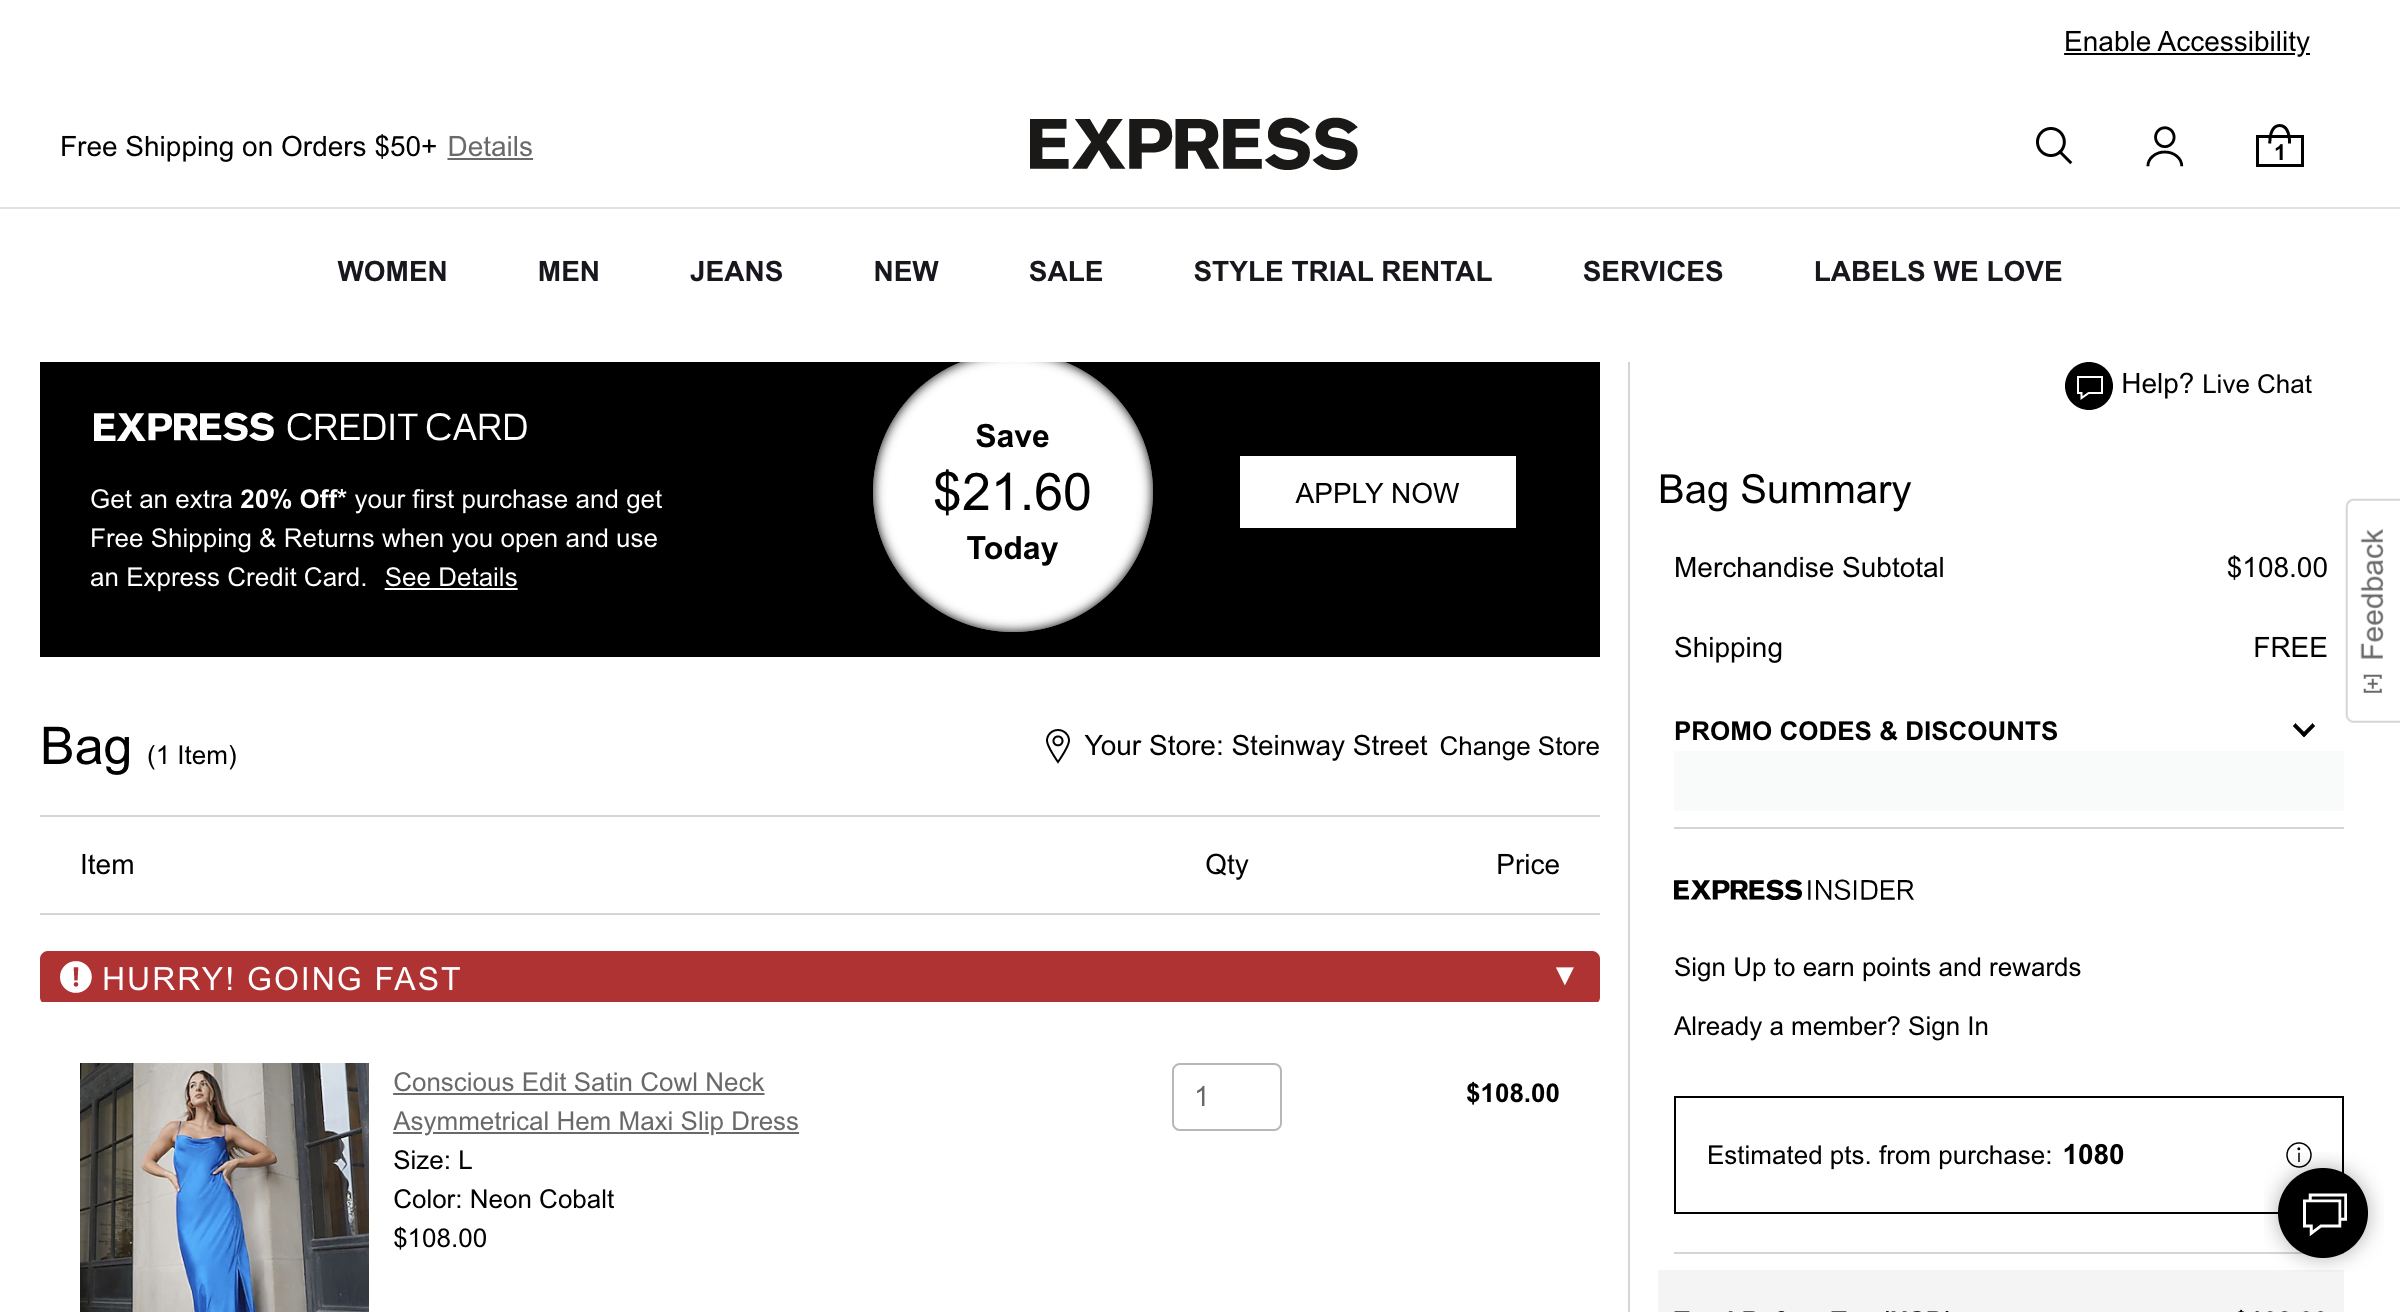 Enable Accessibility
Free Shipping on Orders $50+ Details
EXPRESS
1
WOMEN MEN JEANS NEW SALE STYLE TRIAL RENTAL SERVICES LABELS WE LOVE
EXPRESS CREDIT CARD
Get an extra 20% Off* your first purchase and get
Free Shipping & Returns when you open and use
an Express Credit Card. See Details
Save
$21.60
Today
APPLY NOW
Help? Live Chat
Bag Summary
Merchandise Subtotal $108.00
Shipping FREE
PROMO CODES & DISCOUNTS
[+] Feedback
Bag (1 Item)
Your Store: Steinway Street Change Store
Item Qty Price
HURRY! GOING FAST
Conscious Edit Satin Cowl Neck
Asymmetrical Hem Maxi Slip Dress
Size: L
Color: Neon Cobalt
$108.00
1
$108.00
EXPRESS INSIDER
Sign Up to earn points and rewards
Already a member? Sign In
Estimated pts. from purchase: 1080